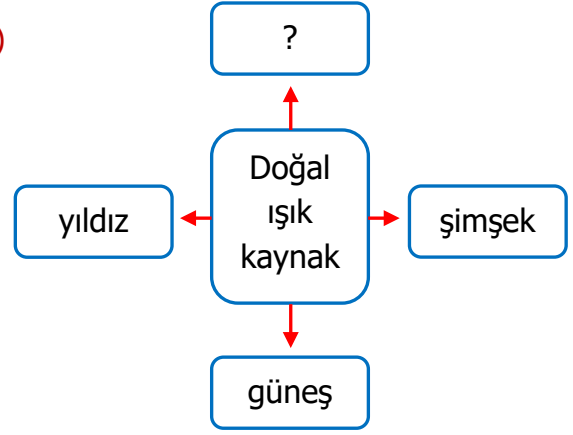 )
?
Doğal
ışık
kaynak
yıldız
şimşek
güneş